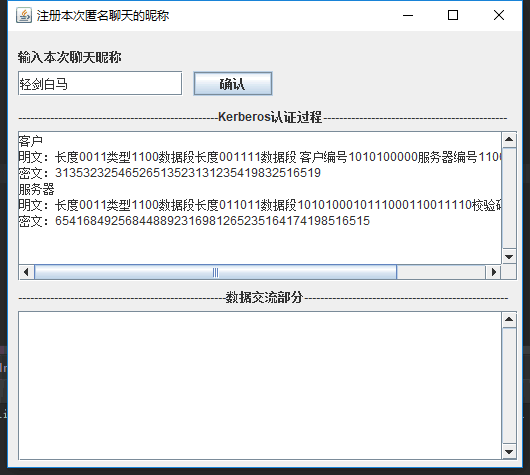 注册本次匿名聊天的昵称
输入本次聊天昵称
轻剑白马
确认
Kerberos认证过程
客户
明文：长度0011类型1100数据段长度001111数据段 客户编号1010100000服务器编号1100
密文：3135323254652651352313123541983251651​9
服务器
明文：长度0011类型1100数据段长度011011数据段1010100010111000110011110校验
密文：65416849256844889231698126523516417419851651​5
数据交流部分